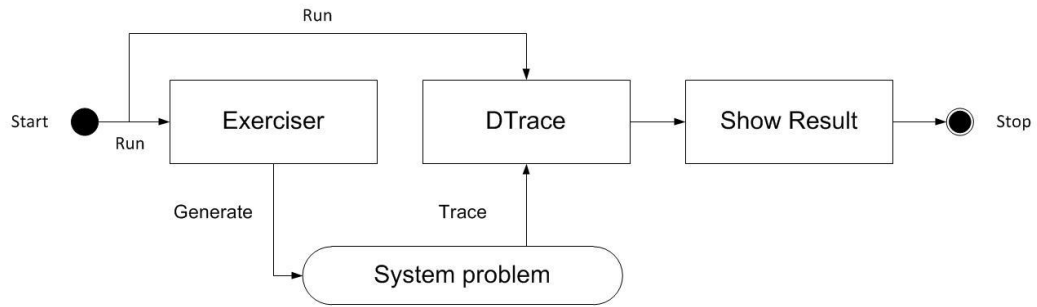 Run
Start
Run
Exerciser
DTrace
Show Result
Stop
Generate
Trace
System problem